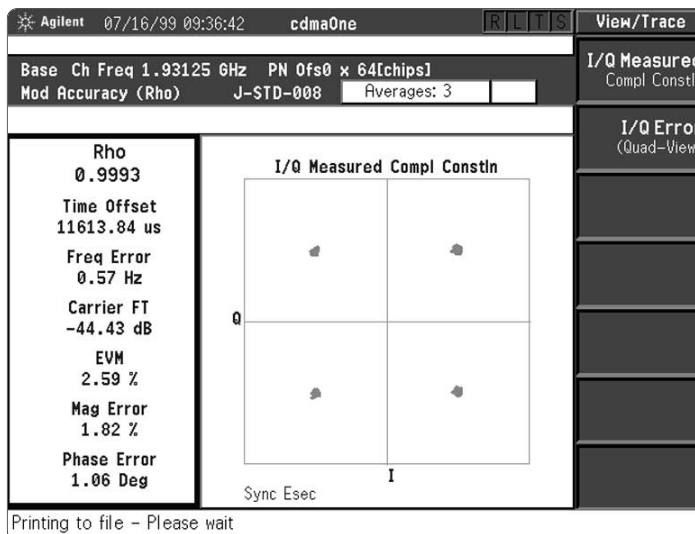 Agilent 07/16/99 09:36:42 cdmaOne R L T S View/Trace
Base Ch Freq 1.93125 GHz PN Ofs0 x 64[chips]
Mod Accuracy (Rho) J-STD-008 Averages: 3
I/Q Measured
Compl Constl
I/Q Erro
(Quad-View
Rho
0.9993
Time Offset
11613.84 us
Freq Error
0.57 Hz
Carrier FT
-44.43 dB
EVM
2.59 %
Mag Error
1.82 %
Phase Error
1.06 Deg
I/Q Measured Compl Constln
Q
I
Sync Esec
Printing to file - Please wait